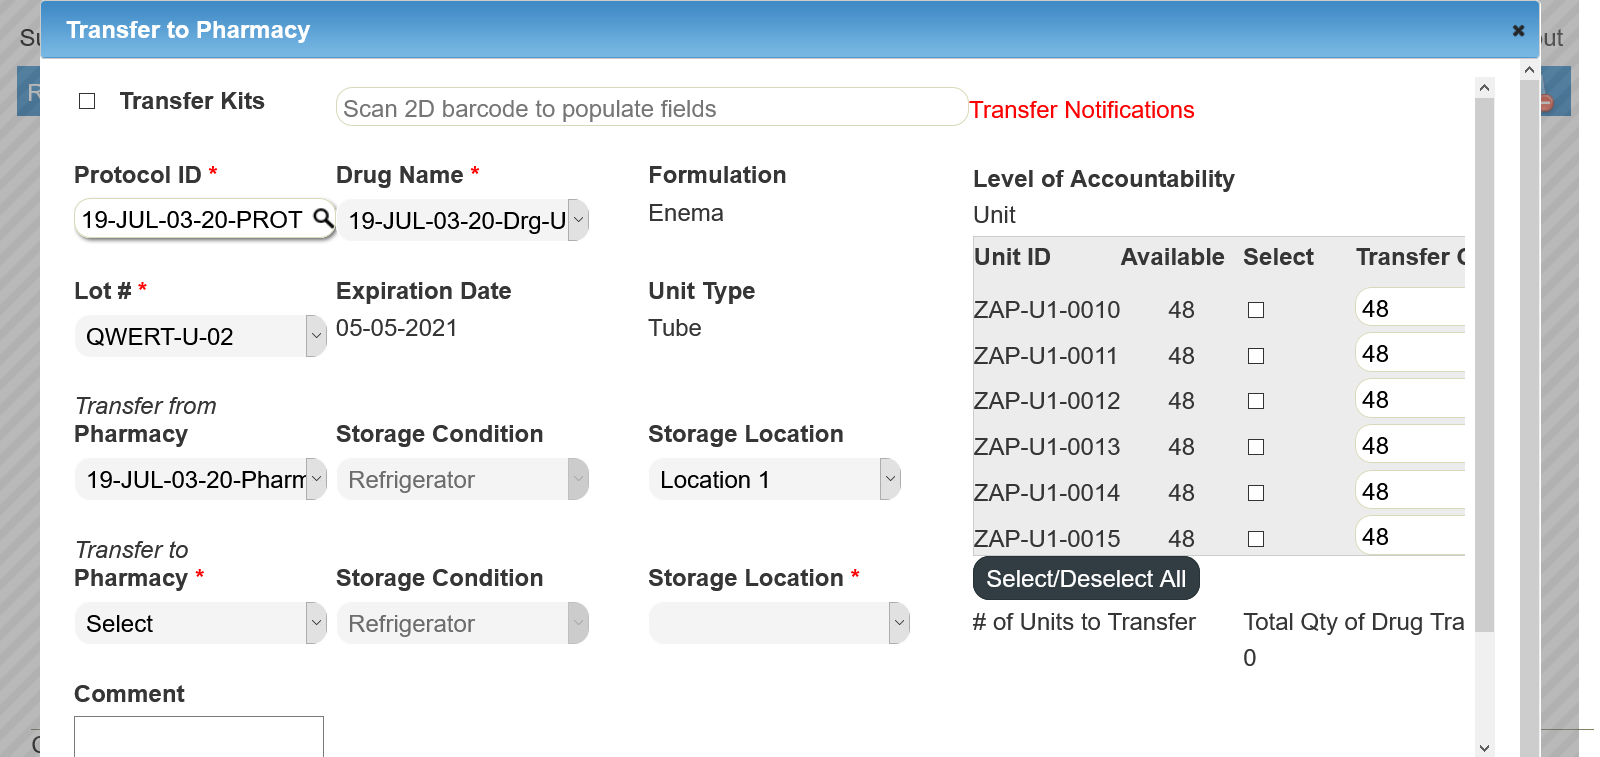 Transfer to Pharmacy
Transfer Kits
Scan 2D barcode to populate fields
Transfer Notifications
Protocol ID *
Drug Name *
Formulation
19-JUL-03-20-PROT
19-JUL-03-20-Drg-U
Enema
Lot # *
Expiration Date
Unit Type
QWERT-U-02
05-05-2021
Tube
Transfer from
Pharmacy
Storage Condition
Storage Location
19-JUL-03-20-Pharm
Refrigerator
Location 1
Transfer to
Pharmacy *
Storage Condition
Storage Location *
Select
Refrigerator
Comment
Level of Accountability
Unit
Unit ID Available Select Transfer
ZAP-U1-0010 48 48
ZAP-U1-0011 48 48
ZAP-U1-0012 48 48
ZAP-U1-0013 48 48
ZAP-U1-0014 48 48
ZAP-U1-0015 48 48
Select/Deselect All
# of Units to Transfer
Total Qty of Drug Tra
0